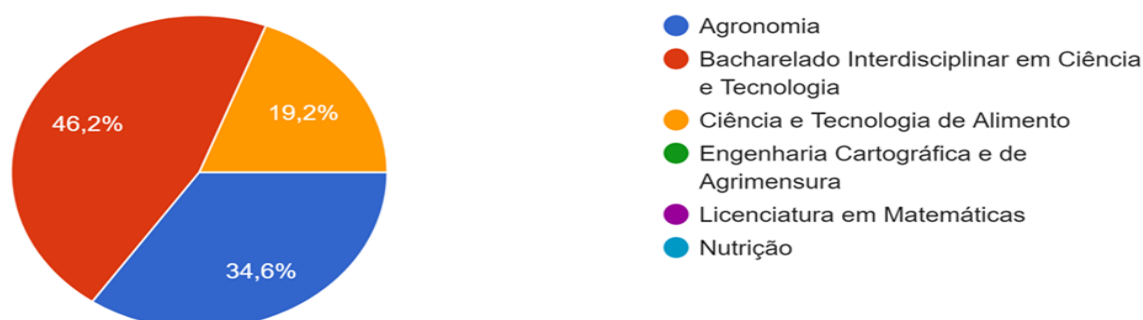 46,2%
19,2%
34,6%
Agronomia
Bacharelado Interdisciplinar em Ciência
e Tecnologia
Ciência e Tecnologia de Alimento
Engenharia Cartográfica e de
Agrimensura
Licenciatura em Matemáticas
Nutrição